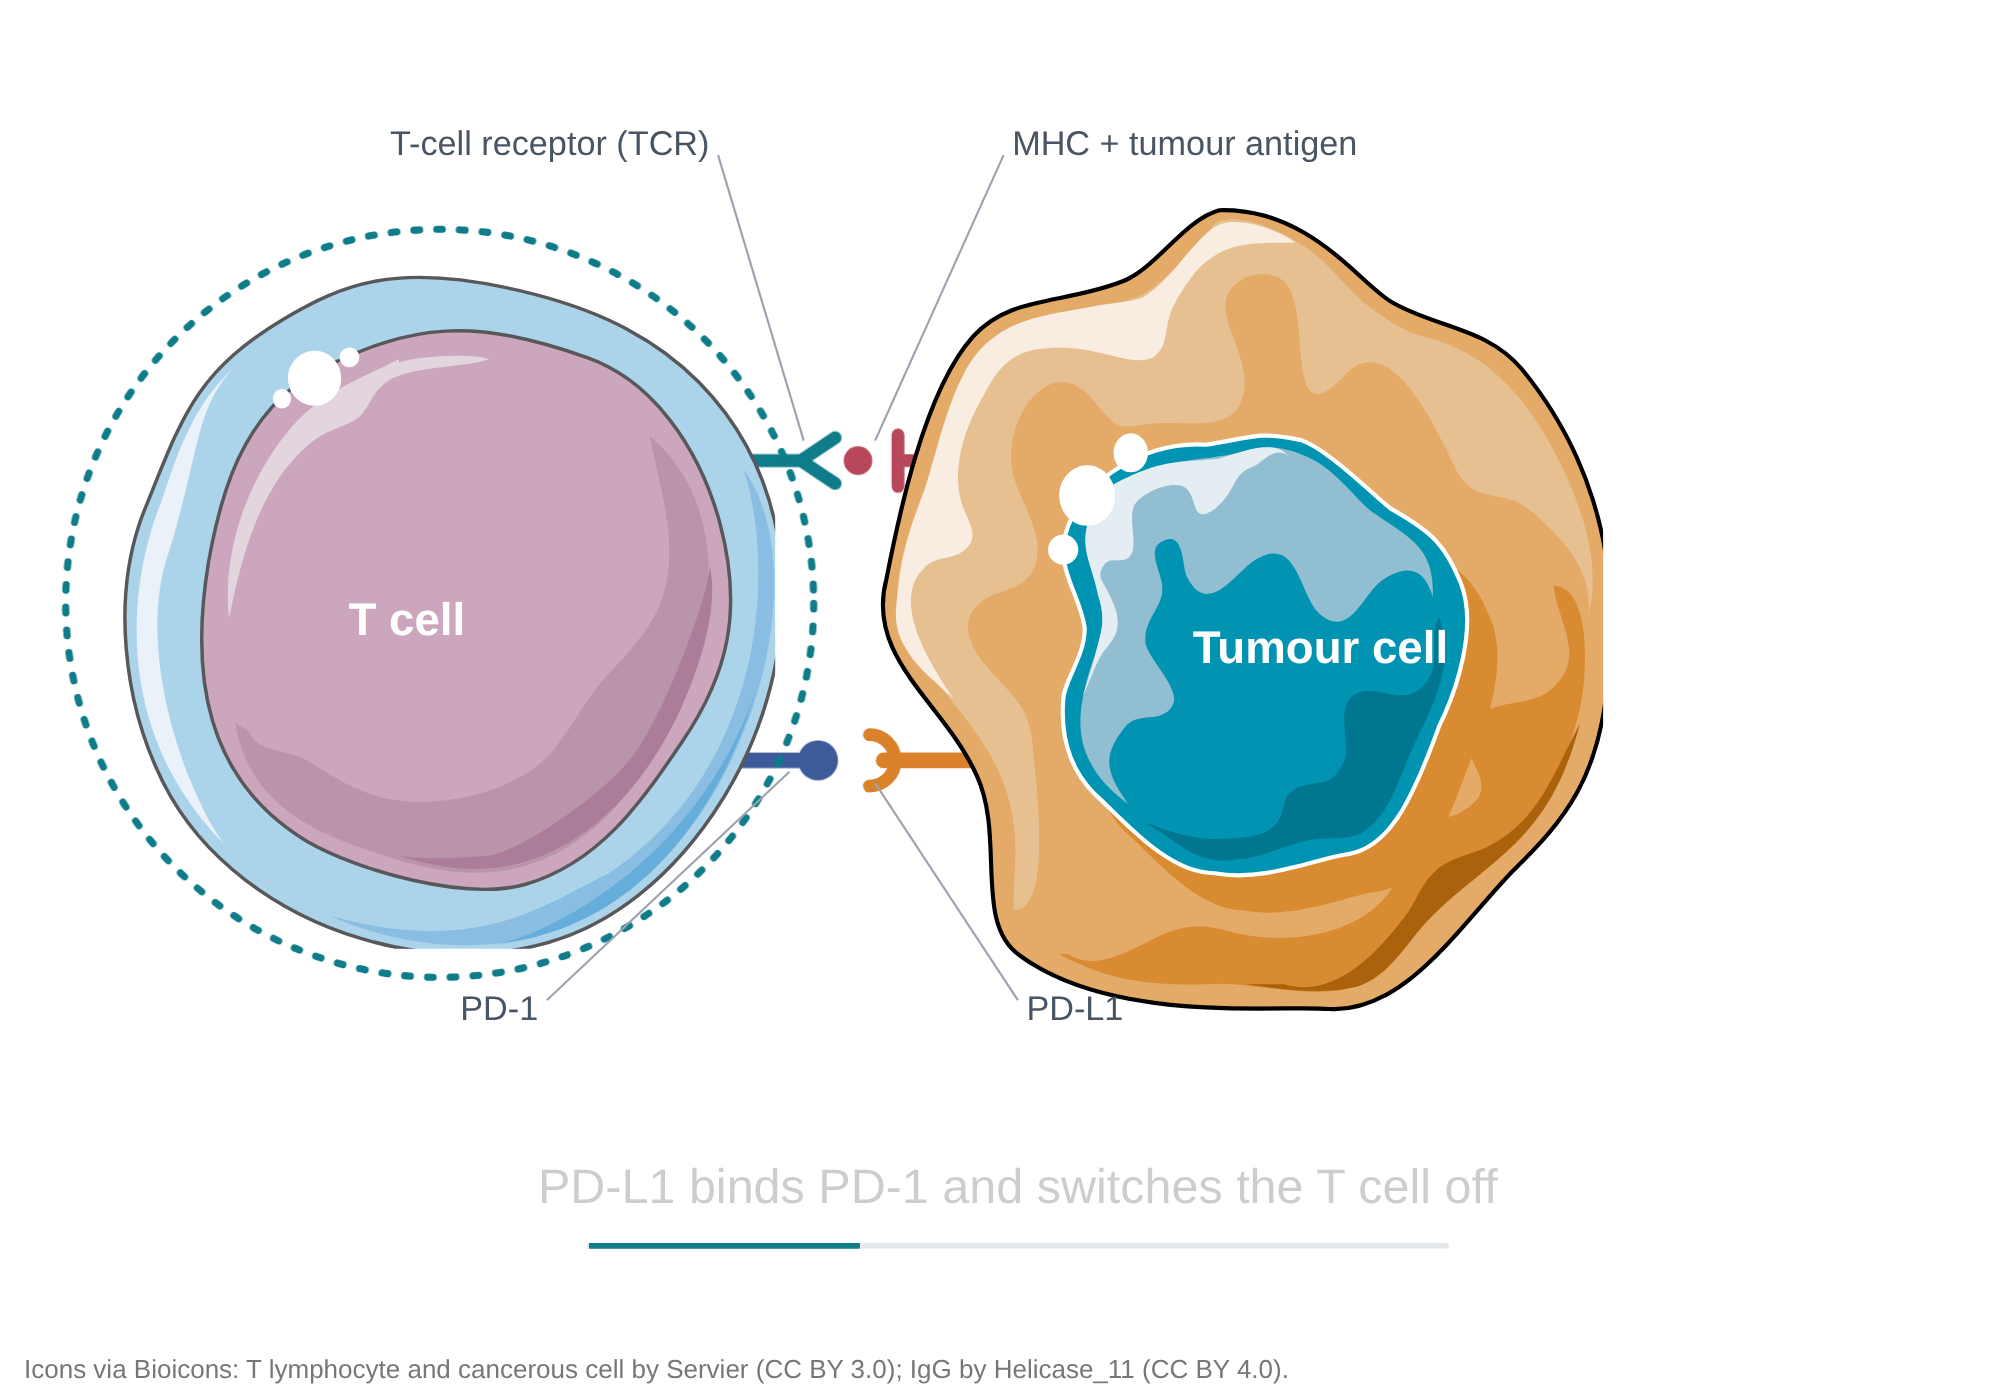 T-cell receptor (TCR)
MHC + tumour antigen
T cell
Tumour cell
PD-1
PD-L1
PD-L1 binds PD-1 and switches the T cell off
Icons via Bioicons: T lymphocyte and cancerous cell by Servier (CC BY 3.0); IgG by Helicase_11 (CC BY 4.0).